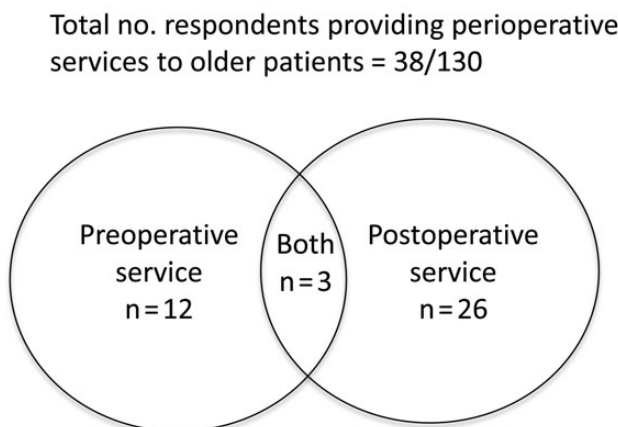 Total no. respondents providing perioperative
services to older patients = 38/130
Preoperative
service
n=12
Both
n=3
Postoperative
service
n=26